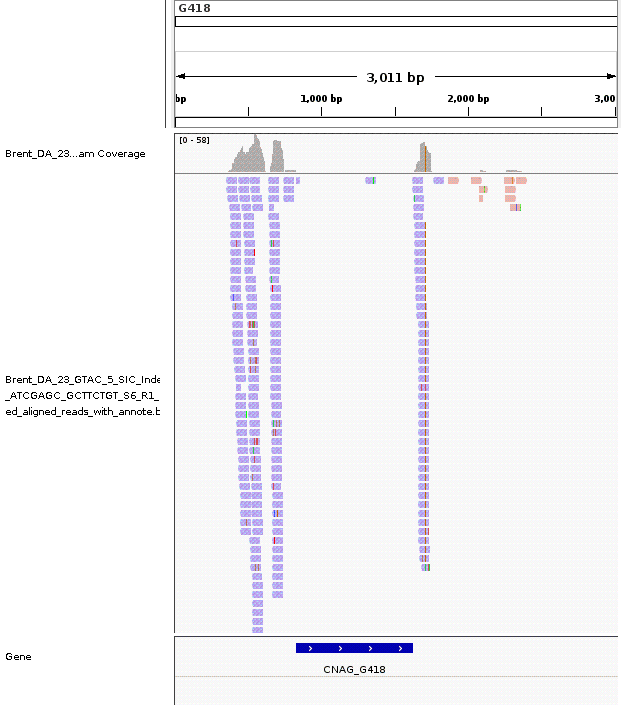 G418
3,011 bp
bp 1,000 bp 2,000 bp 3,00
[0 - 58]
Brent_DA_23...am Coverage
Brent_DA_23_GTAC_5_SIC_Inde
_ATCGAGC_GCTTCTGT_S6_R1_
ed_aligned_reads_with_annote.b
Gene
CNAG_G418